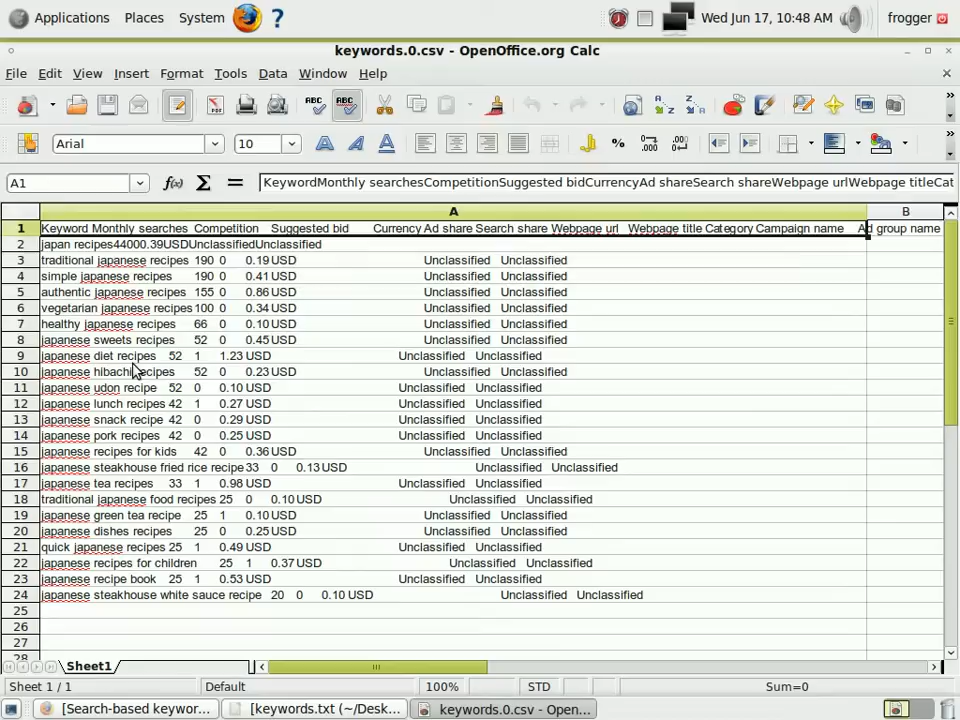 Applications Places System ? Wed Jun 17, 10:48 AM frogger
keywords.0.csv - OpenOffice.org Calc
File Edit View Insert Format Tools Data Window Help
Arial 10
A1 f(x) Σ = KeywordMonthly searchesCompetitionSuggested bidCurrencyAd shareSearch shareWebpage urlWebpage titleCat
A B
1 Keyword Monthly searches Competition Suggested bid Currency Ad share Search share Webpage url Webpage title Category Campaign name Ad group name
2 japan recipes44000.39USDUnclassifiedUnclassified
3 traditional japanese recipes 190 0 0.19 USD Unclassified Unclassified
4 simple japanese recipes 190 0 0.41 USD Unclassified Unclassified
5 authentic japanese recipes 155 0 0.86 USD Unclassified Unclassified
6 vegetarian japanese recipes 100 0 0.34 USD Unclassified Unclassified
7 healthy japanese recipes 66 0 0.10 USD Unclassified Unclassified
8 japanese sweets recipes 52 0 0.45 USD Unclassified Unclassified
9 japanese diet recipes 52 1 1.23 USD Unclassified Unclassified
10 japanese hibachi recipes 52 0 0.23 USD Unclassified Unclassified
11 japanese udon recipe 52 0 0.10 USD Unclassified Unclassified
12 japanese lunch recipes 42 1 0.27 USD Unclassified Unclassified
13 japanese snack recipe 42 0 0.29 USD Unclassified Unclassified
14 japanese pork recipes 42 0 0.25 USD Unclassified Unclassified
15 japanese recipes for kids 42 0 0.36 USD Unclassified Unclassified
16 japanese steakhouse fried rice recipe 33 0 0.13 USD Unclassified Unclassified
17 japanese tea recipes 33 1 0.98 USD Unclassified Unclassified
18 traditional japanese food recipes 25 0 0.10 USD Unclassified Unclassified
19 japanese green tea recipe 25 1 0.10 USD Unclassified Unclassified
20 japanese dishes recipes 25 0 0.25 USD Unclassified Unclassified
21 quick japanese recipes 25 1 0.49 USD Unclassified Unclassified
22 japanese recipes for children 25 1 0.37 USD Unclassified Unclassified
23 japanese recipe book 25 1 0.53 USD Unclassified Unclassified
24 japanese steakhouse white sauce recipe 20 0 0.10 USD Unclassified Unclassified
25
26
27
28
Sheet1
Sheet 1 / 1 Default 100% STD Sum=0
[Search-based keywor... [keywords.txt (~/Desk... keywords.0.csv - Open...